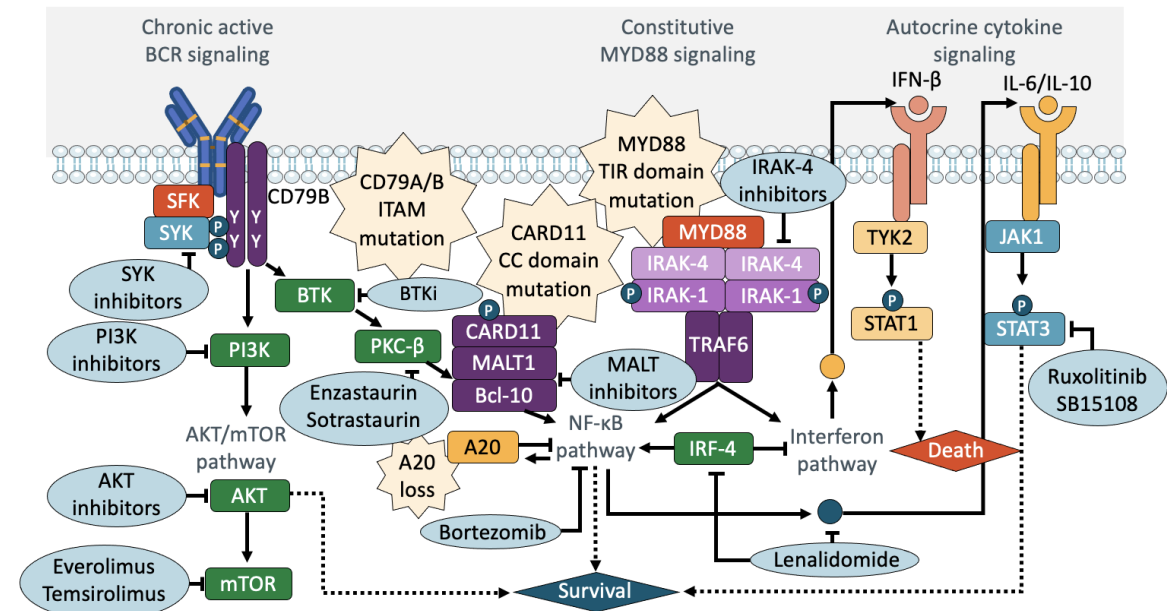 Chronic active
BCR signaling
Constitutive
MYD88 signaling
Autocrine cytokine
signaling
IFN-β
IL-6/IL-10
MYD88
TIR domain
mutation
IRAK-4
inhibitors
CD79A/B
ITAM
mutation
CD79B
SFK
SYK
P
P
Y
Y
Y
Y
CARD11
CC domain
mutation
MYD88
IRAK-4
IRAK-4
P
IRAK-1
IRAK-1
P
TYK2
JAK1
SYK
inhibitors
BTK
BTKi
P
CARD11
MALT1
Bcl-10
TRAF6
P
STAT1
P
STAT3
PI3K
inhibitors
PI3K
PKC-β
MALT
inhibitors
Enzastaurin
Sotrastaurin
Ruxolitinib
SB15108
AKT/mTOR
pathway
A20
A20
loss
NF-κB
pathway
IRF-4
Interferon
pathway
Death
AKT
inhibitors
AKT
Bortezomib
Lenalidomide
Everolimus
Temsirolimus
mTOR
Survival